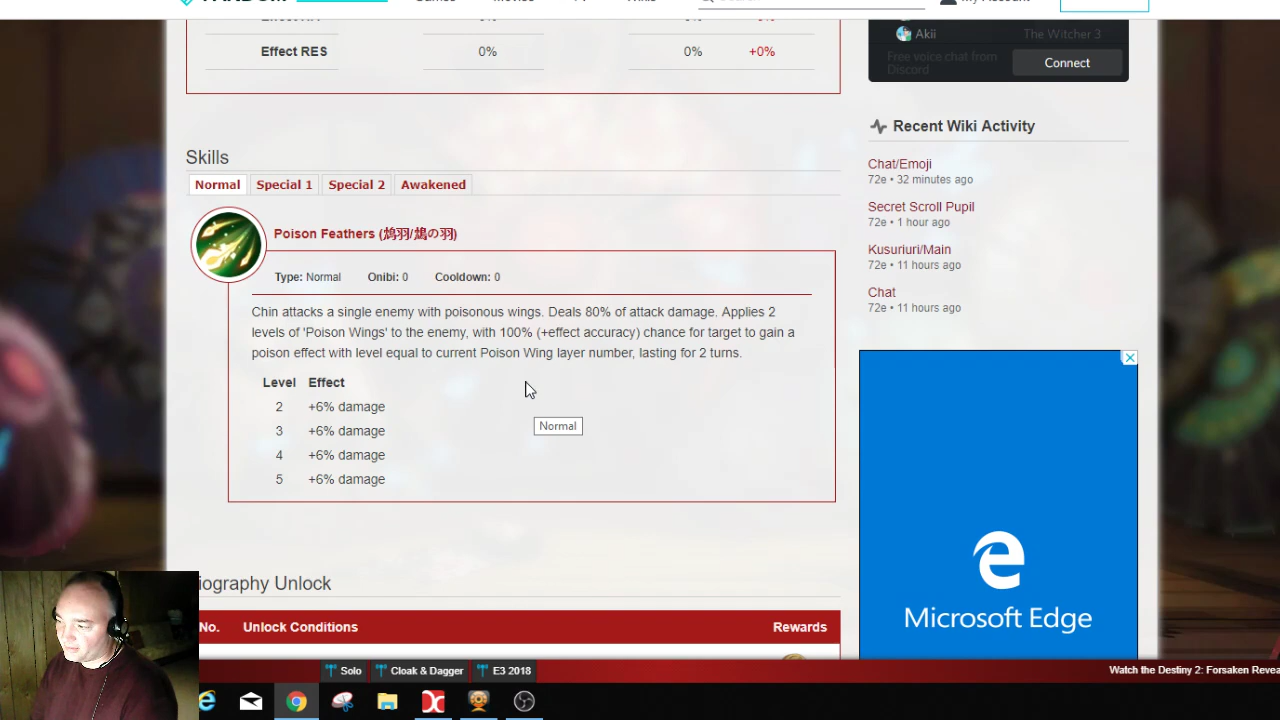 FANDOM
Games
Movies
TV
Wikis
Search
My Account
Effect RES 0% 0% +0%
Akii The Witcher 3
Free voice chat from
Discord
Connect
Recent Wiki Activity
Chat/Emoji
72e • 32 minutes ago
Secret Scroll Pupil
72e • 1 hour ago
Kusuriuri/Main
72e • 11 hours ago
Chat
72e • 11 hours ago
Skills
Normal Special 1 Special 2 Awakened
Poison Feathers (鸩羽/鴆の羽)
Type: Normal Onibi: 0 Cooldown: 0
Chin attacks a single enemy with poisonous wings. Deals 80% of attack damage. Applies 2
levels of 'Poison Wings' to the enemy, with 100% (+effect accuracy) chance for target to gain a
poison effect with level equal to current Poison Wing layer number, lasting for 2 turns.
Level Effect
2 +6% damage
3 +6% damage
4 +6% damage
5 +6% damage
Normal
Microsoft Edge
iography Unlock
No. Unlock Conditions Rewards
Solo Cloak & Dagger E3 2018
Watch the Destiny 2: Forsaken Revea